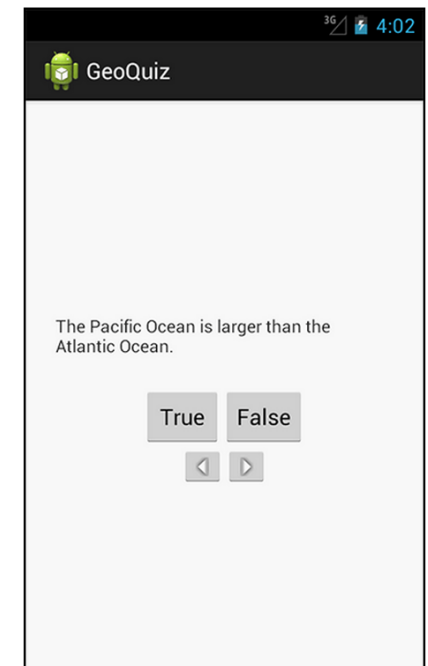 3G 4:02
GeoQuiz
The Pacific Ocean is larger than the
Atlantic Ocean.
True False